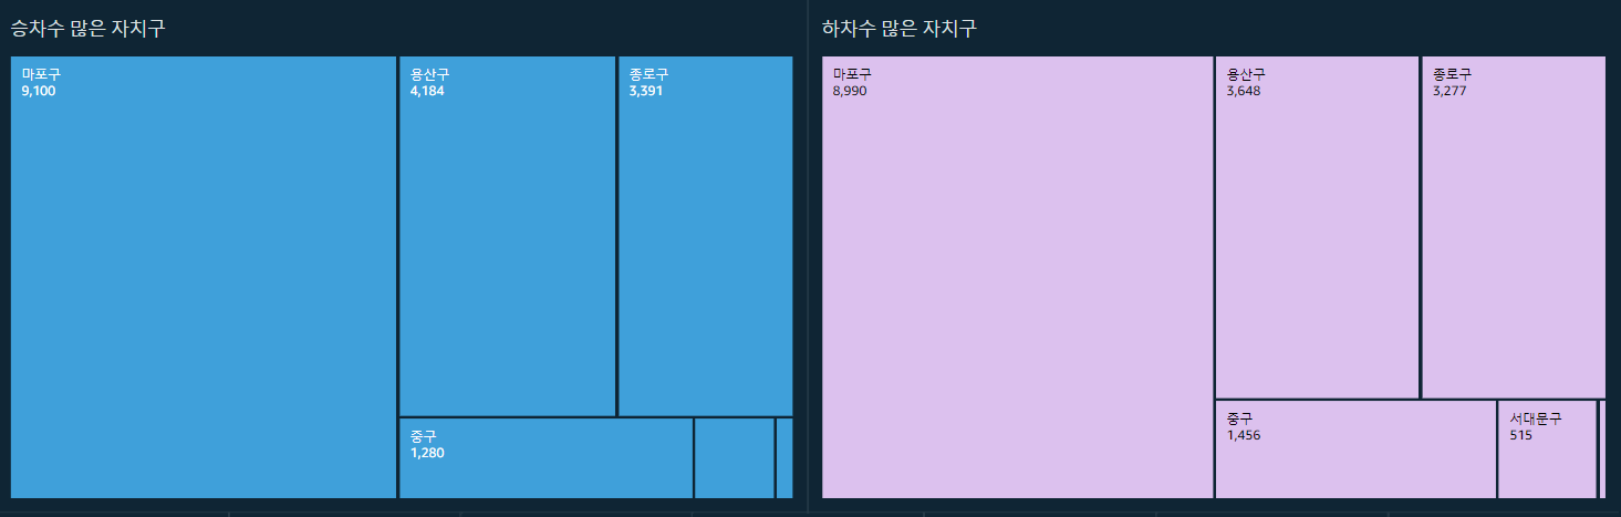 승차수 많은 자치구
마포구
9,100
용산구
4,184
종로구
3,391
중구
1,280
하차수 많은 자치구
마포구
8,990
용산구
3,648
종로구
3,277
중구
1,456
서대문구
515